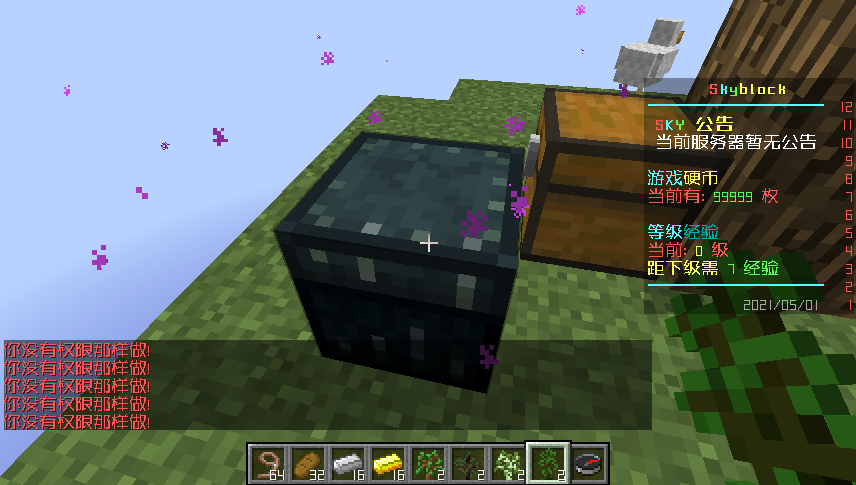 Skyblock
SKY 公告
当前服务器暂无公告
游戏硬币
当前有: 99999 枚
等级经验
当前: 0 级
距下级需 7 经验
2021/05/01
12
11
10
9
8
7
6
5
4
3
2
1
你没有权限那样做!
你没有权限那样做!
你没有权限那样做!
你没有权限那样做!
你没有权限那样做!
64
32
16
16
2
2
2
2